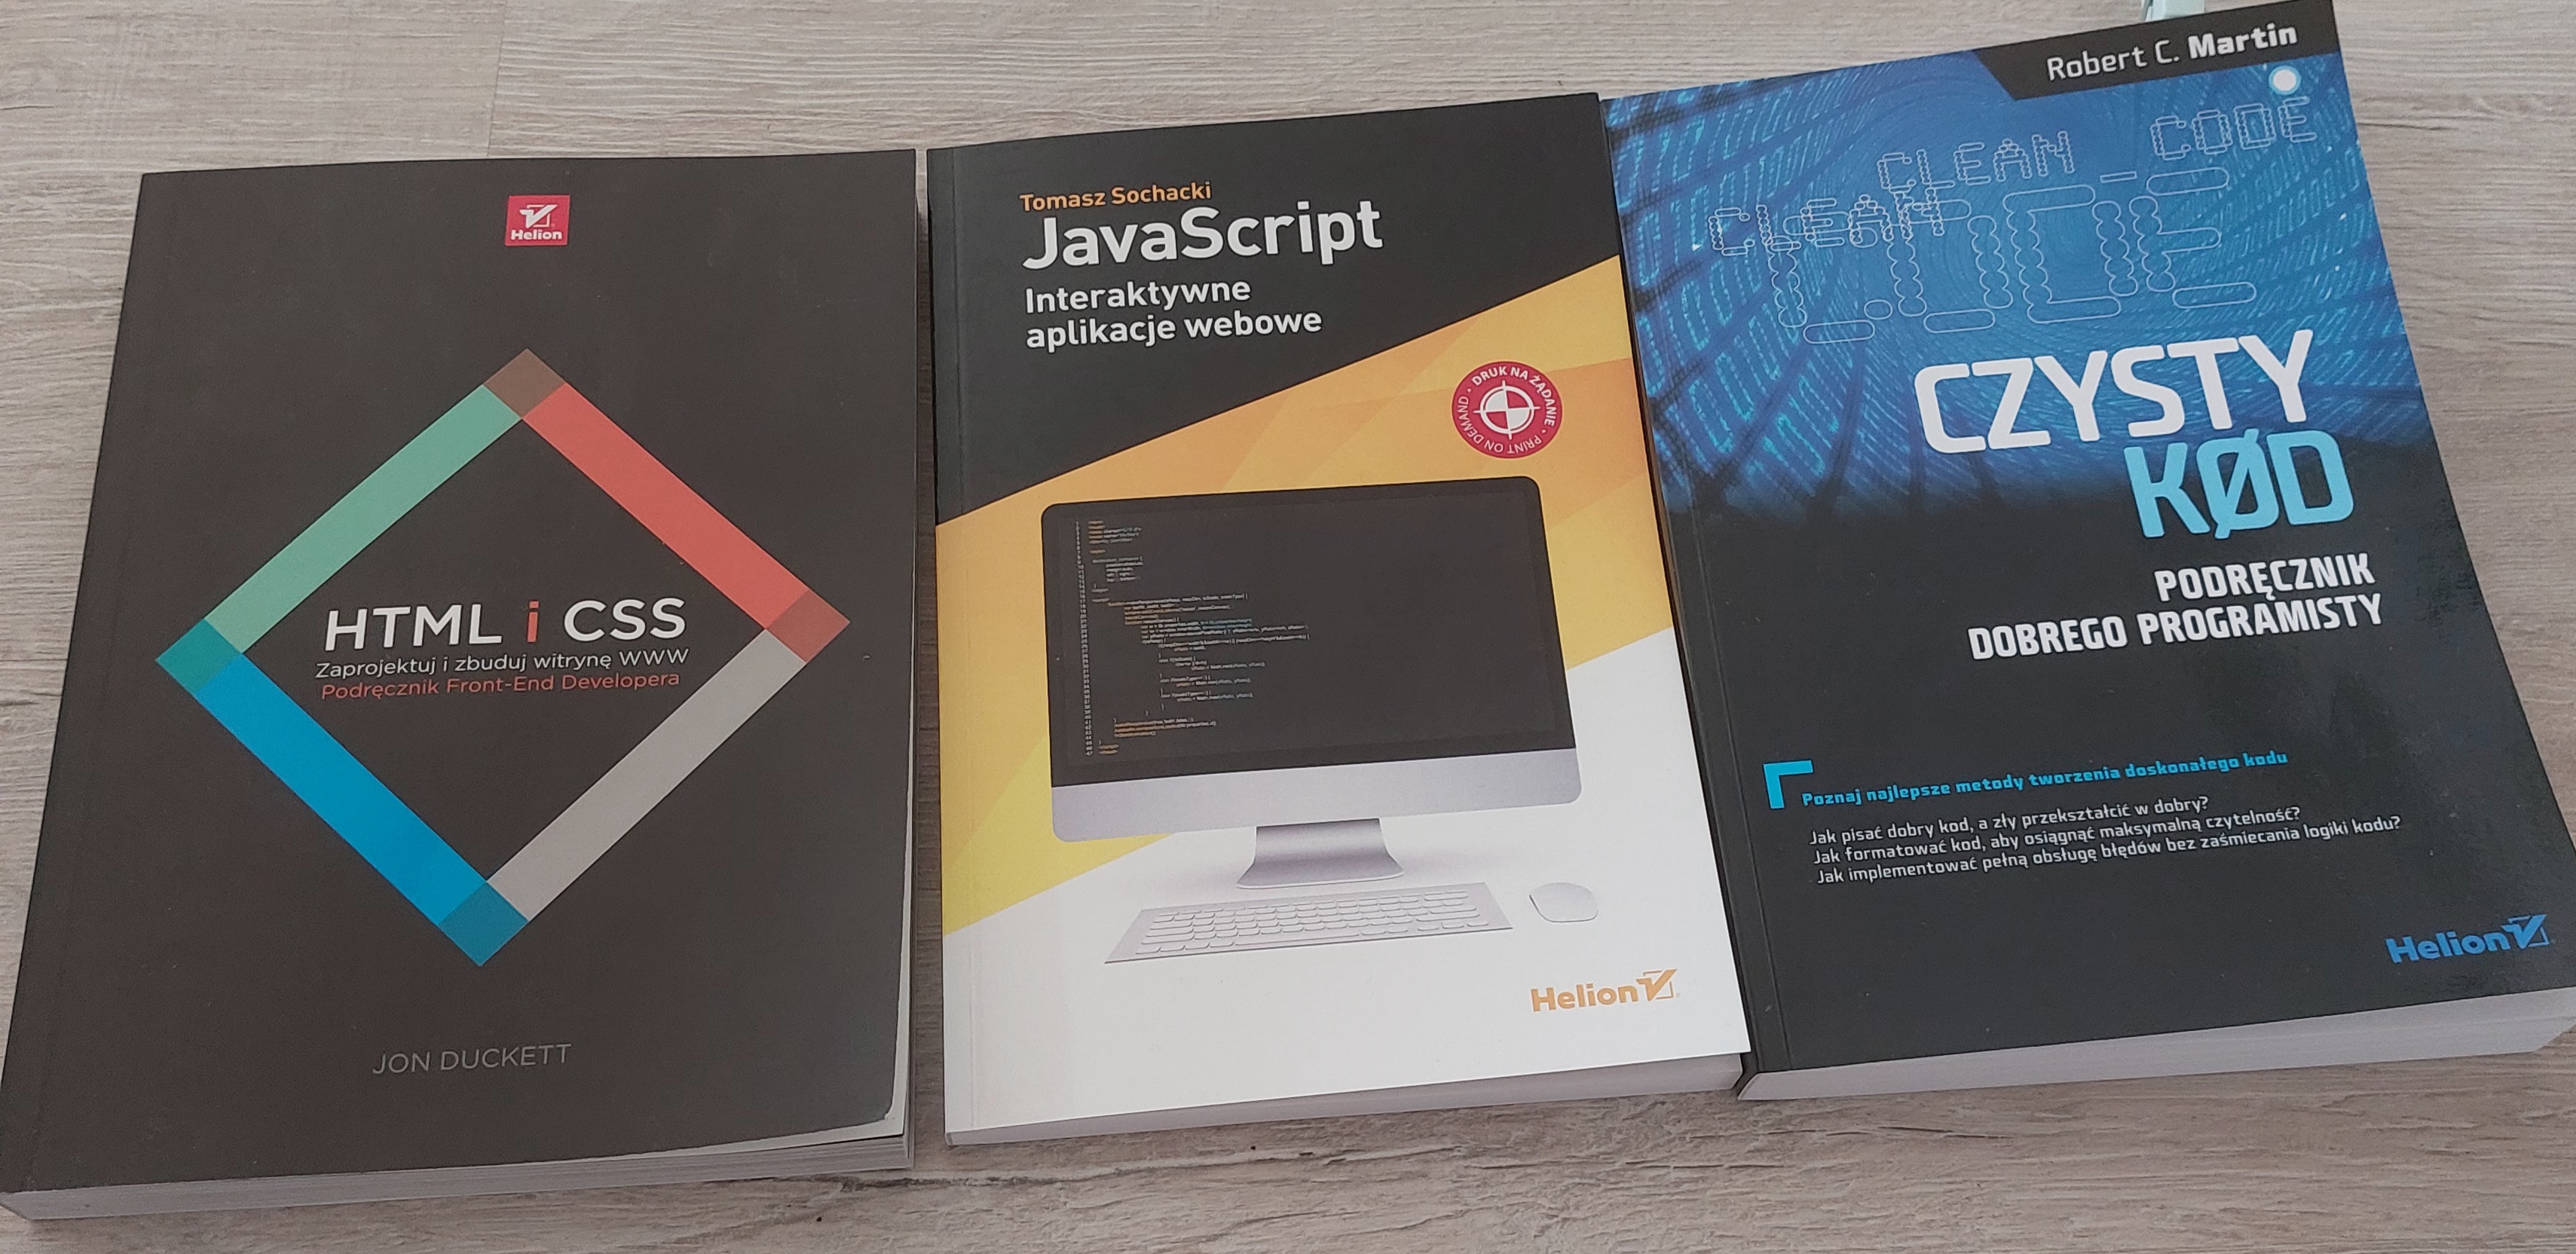 Helion
HTML i CSS
Zaprojektuj i zbuduj witrynę WWW
Podręcznik Front-End Developera
JON DUCKETT
Tomasz Sochacki
JavaScript
Interaktywne
aplikacje webowe
DRUK NA ŻĄDANIE · PRINT ON DEMAND ·
Helion
Robert C. Martin
CLEAN_CODE
CLEAN
CODE
CZYSTY
KØD
PODRĘCZNIK
DOBREGO PROGRAMISTY
Poznaj najlepsze metody tworzenia doskonałego kodu
Jak pisać dobry kod, a zły przekształcić w dobry?
Jak formatować kod, aby osiągnąć maksymalną czytelność?
Jak implementować pełną obsługę błędów bez zaśmiecania logiki kodu?
Helion